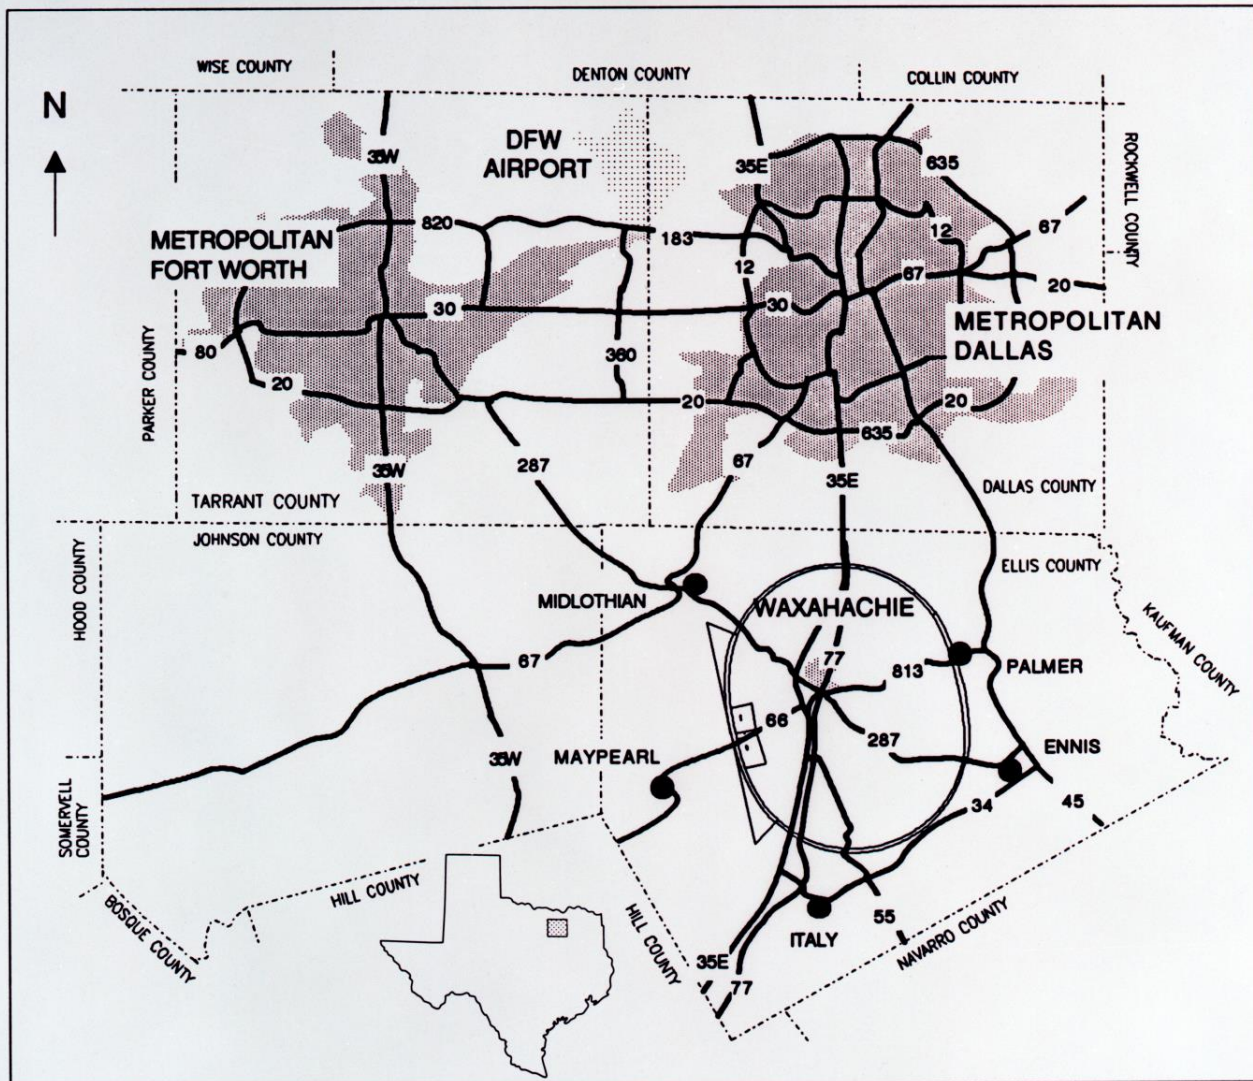 WISE COUNTY
DENTON COUNTY
COLLIN COUNTY
N
DFW
AIRPORT
35W
35E
635
ROCKWELL COUNTY
820
METROPOLITAN
FORT WORTH
183
12
12
67
30
30
67
20
METROPOLITAN
DALLAS
80
20
360
PARKER COUNTY
20
20
635
35W
287
67
35E
TARRANT COUNTY
DALLAS COUNTY
JOHNSON COUNTY
ELLIS COUNTY
HOOD COUNTY
MIDLOTHIAN
WAXAHACHIE
KAUFMAN COUNTY
67
77
813
PALMER
66
287
ENNIS
35W
MAYPEARL
34
45
SOMERVELL
COUNTY
HILL COUNTY
BOSQUE COUNTY
HILL COUNTY
55
NAVARRO COUNTY
ITALY
35E
77